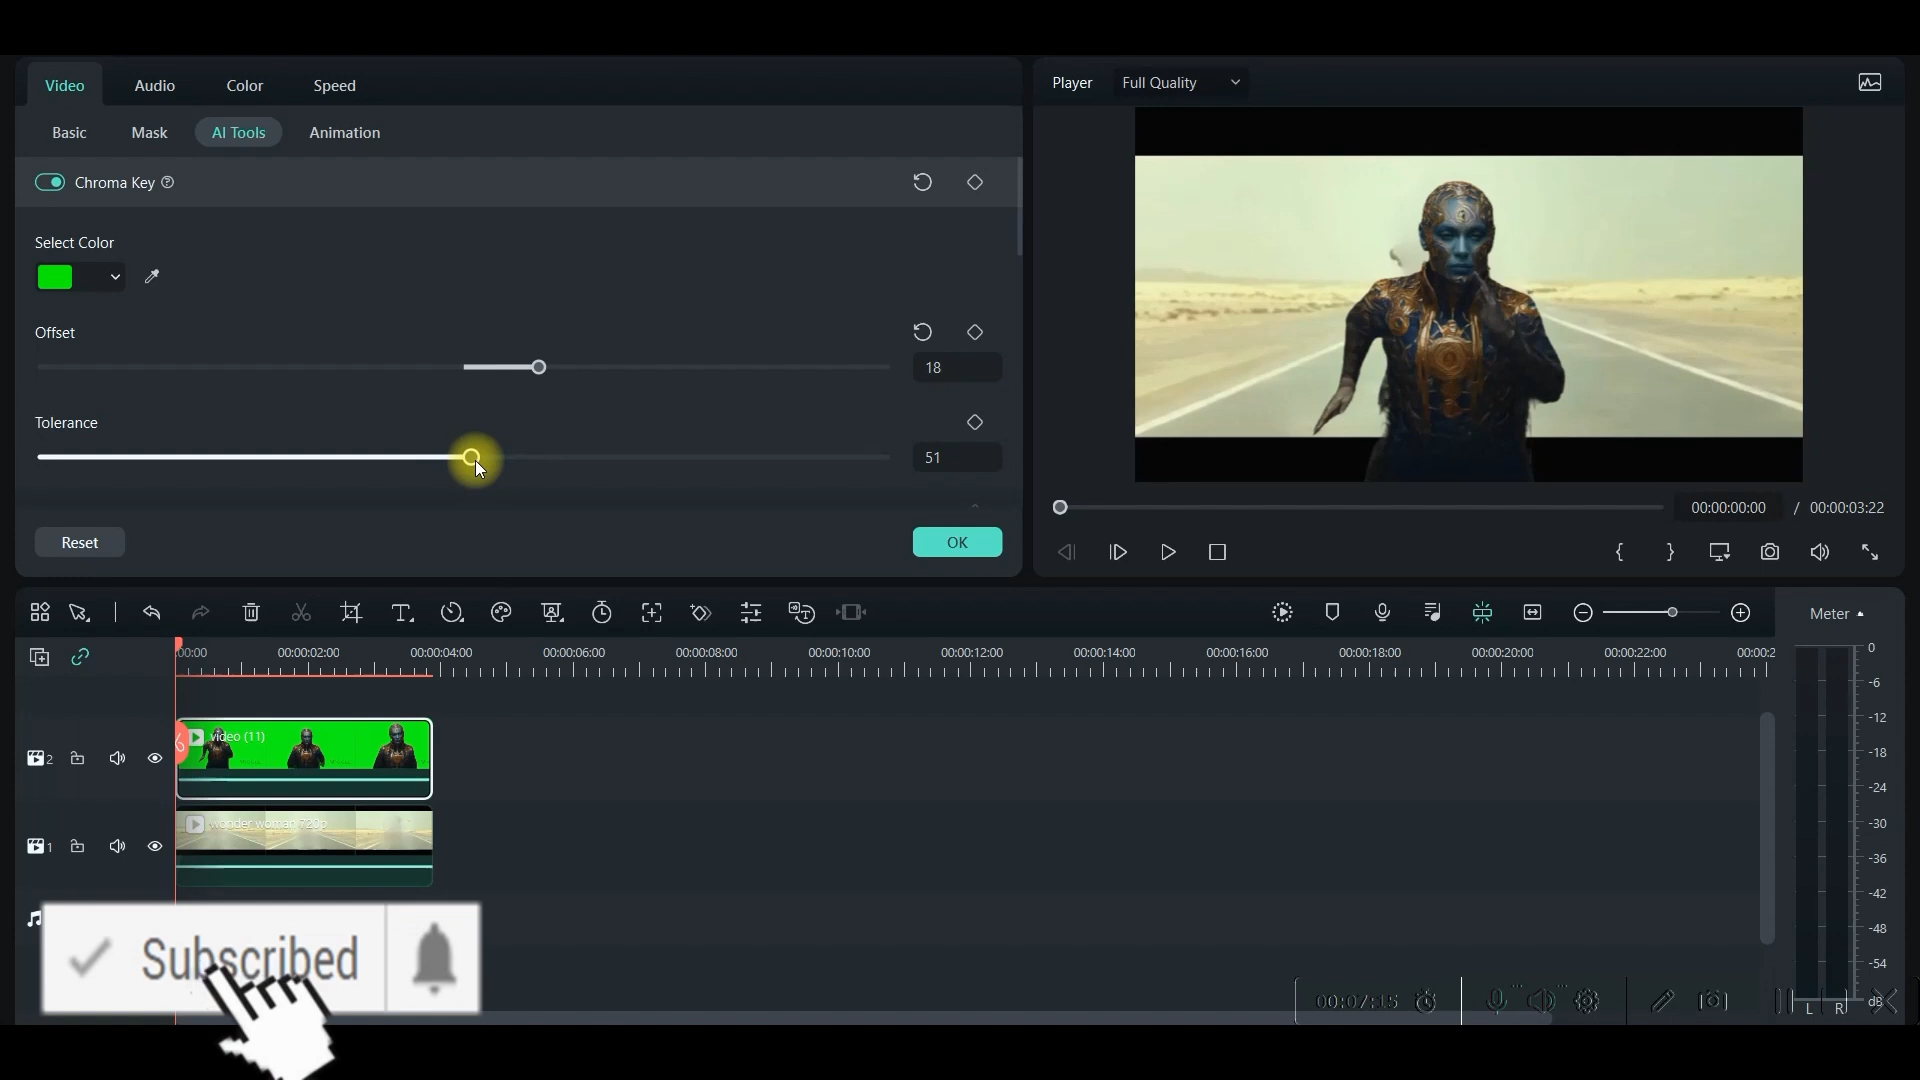 Video Audio Color Speed
Basic Mask AI Tools Animation
Chroma Key
Select Color
Offset
18
Tolerance
51
Reset OK
Player Full Quality
00:00:00:00 / 00:00:03:22
Meter
:00:00 00:00:02:00 00:00:04:00 00:00:06:00 00:00:08:00 00:00:10:00 00:00:12:00 00:00:14:00 00:00:16:00 00:00:18:00 00:00:20:00 00:00:22:00 00:00:2
0
-6
-12
-18
-24
-30
-36
-42
-48
-54
dB
L R
2
video (11)
1
wonder woman 720p
Subscribed
00:07:15